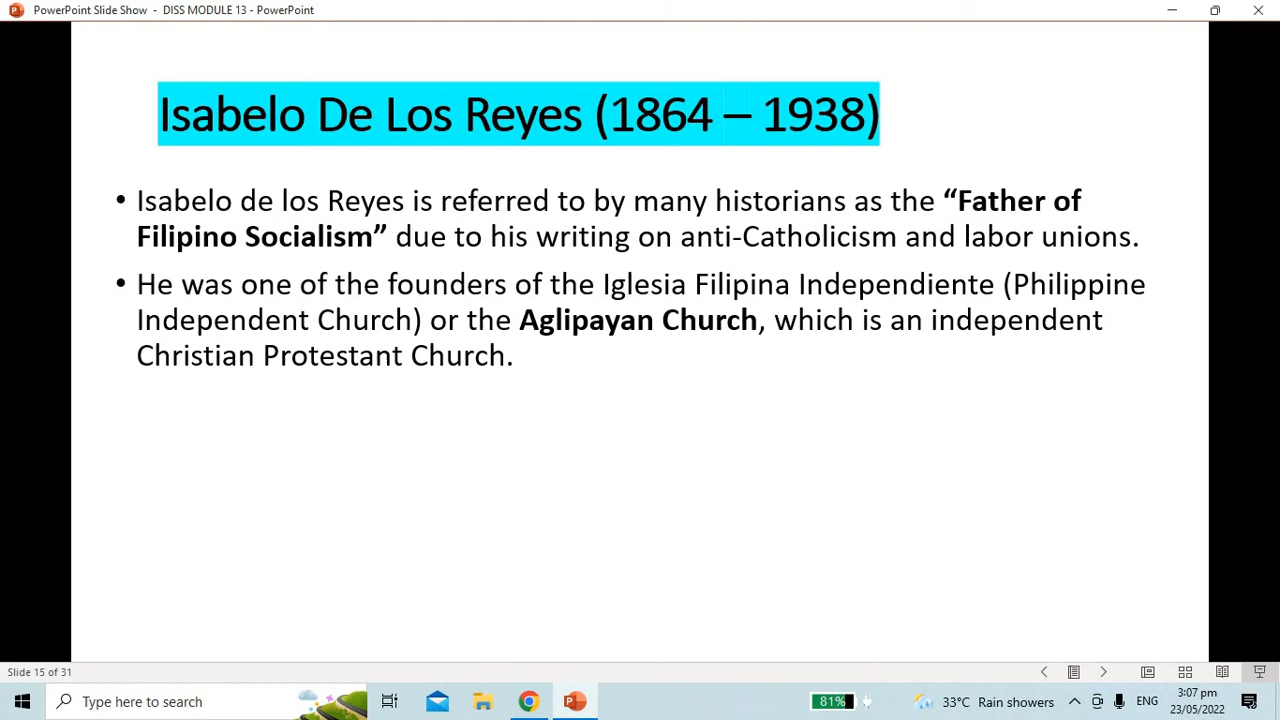 PowerPoint Slide Show - DISS MODULE 13 - PowerPoint
Isabelo De Los Reyes (1864 – 1938)
• Isabelo de los Reyes is referred to by many historians as the “Father of
Filipino Socialism” due to his writing on anti-Catholicism and labor unions.
• He was one of the founders of the Iglesia Filipina Independiente (Philippine
Independent Church) or the Aglipayan Church, which is an independent
Christian Protestant Church.
Slide 15 of 31
Type here to search
81%
33°C Rain showers
ENG
3:07 pm
23/05/2022